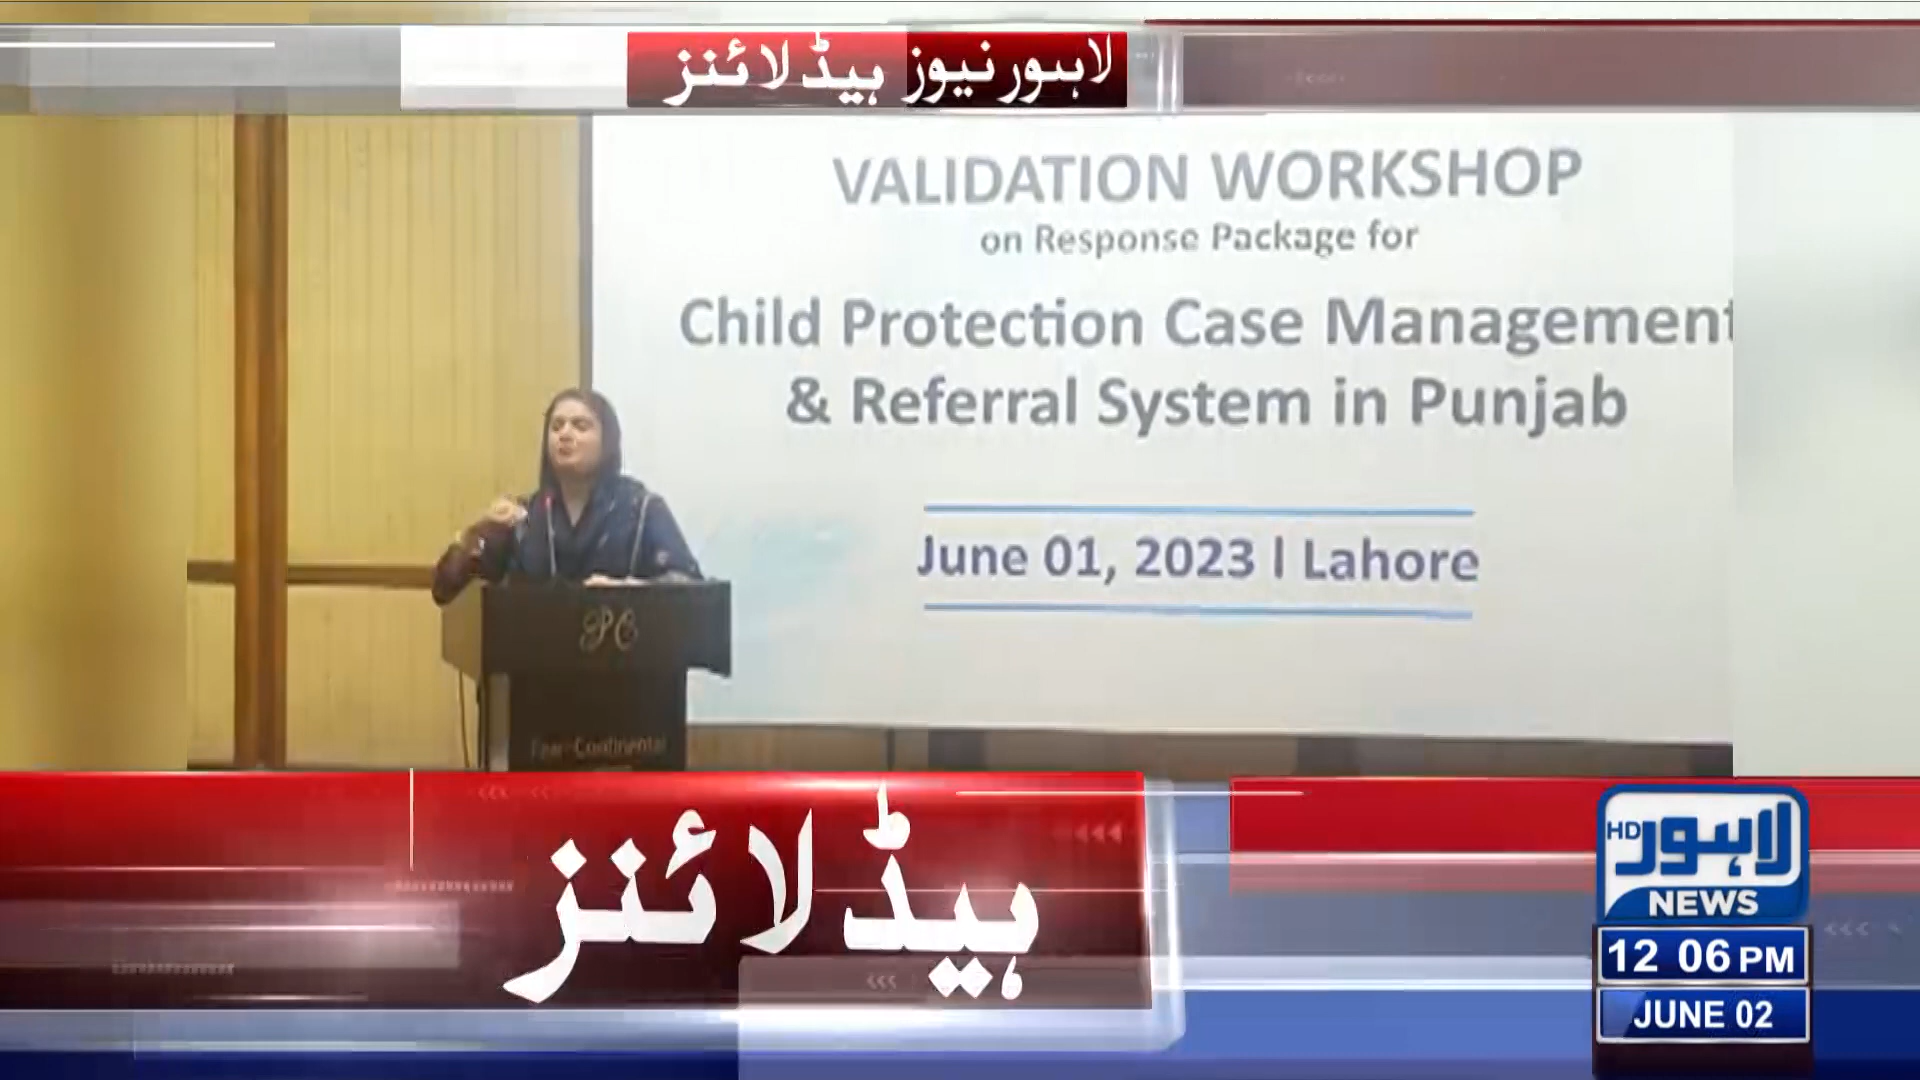 لاہور نیوز ہیڈ لائنز
VALIDATION WORKSHOP
on Response Package for
Child Protection Case Management
& Referral System in Punjab
June 01, 2023 | Lahore
PC
Continental
ہیڈ لائنز
لاہور HD
NEWS
12 06 PM
JUNE 02